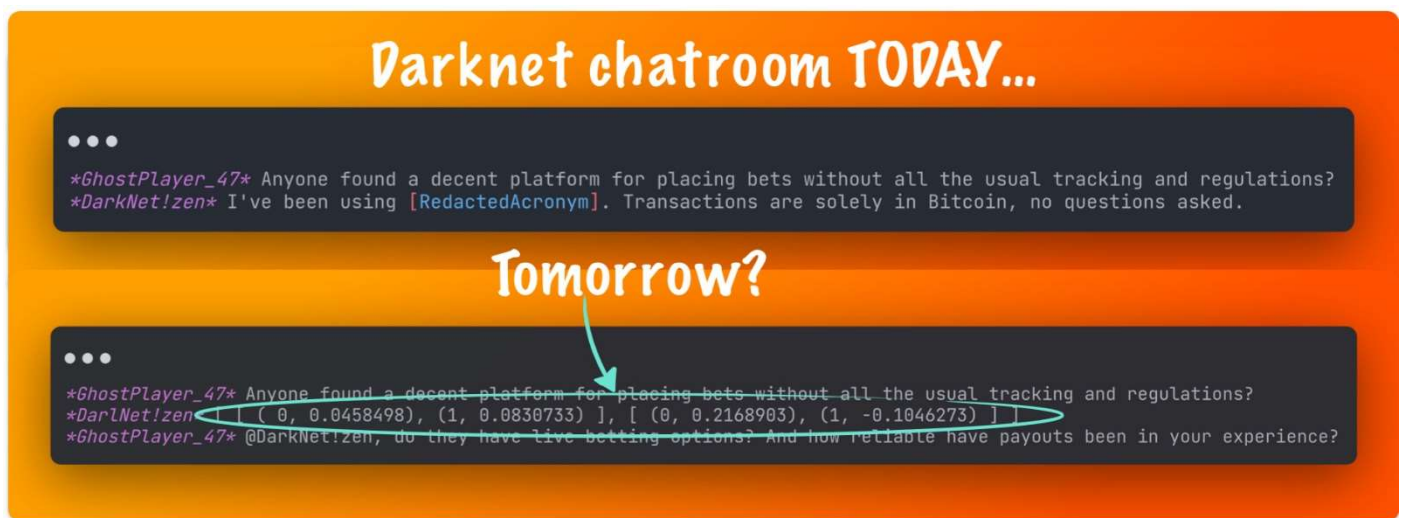 Darknet chatroom TODAY...
*GhostPlayer_47* Anyone found a decent platform for placing bets without all the usual tracking and regulations?
*DarkNet!zen* I've been using [RedactedAcronym]. Transactions are solely in Bitcoin, no questions asked.
Tomorrow?
*GhostPlayer_47* Anyone found a decent platform for placing bets without all the usual tracking and regulations?
*DarlNet!zen [ [ ( 0, 0.0458498), (1, 0.0830733) ], [ (0, 0.2168903), (1, -0.1046273) ] ]
*GhostPlayer_47* @DarkNet!zen, do they have live betting options? And how reliable have payouts been in your experience?